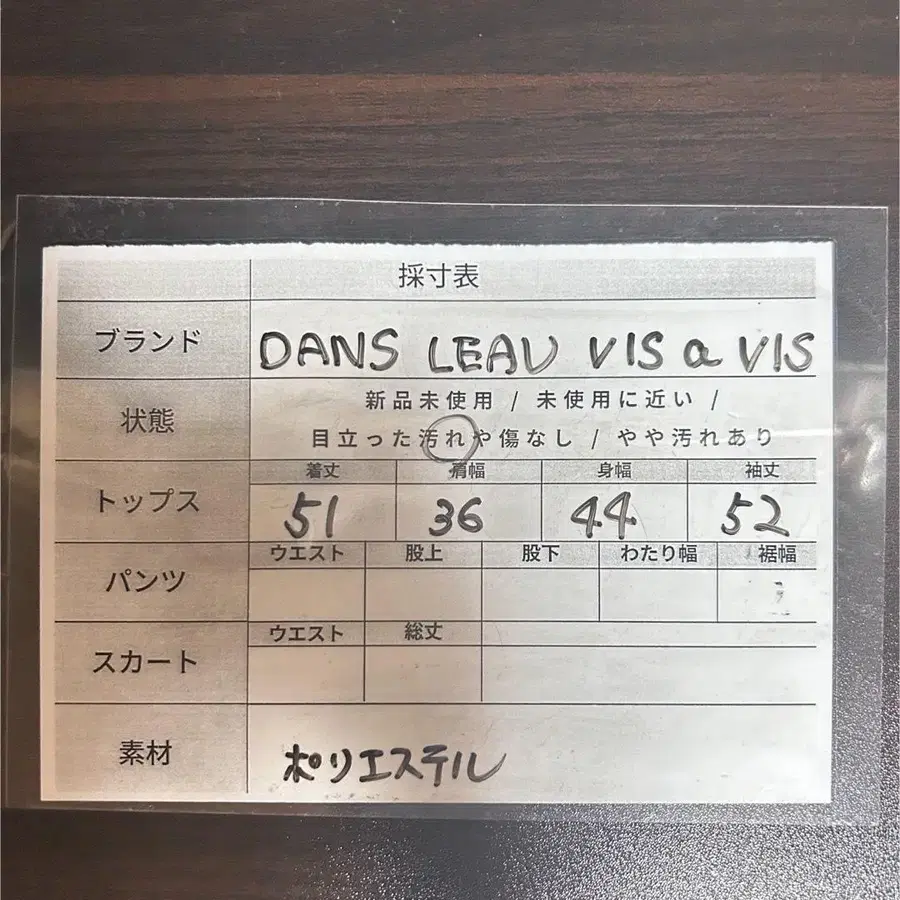 採寸表
ブランド DANS LEAU VIS a VIS
状態 新品未使用 / 未使用に近い /
目立った汚れや傷なし / やや汚れあり
トップス 着丈 肩幅 身幅 袖丈
51 36 44 52
パンツ ウエスト 股上 股下 わたり幅 裾幅
スカート ウエスト 総丈
素材 ポリエステル